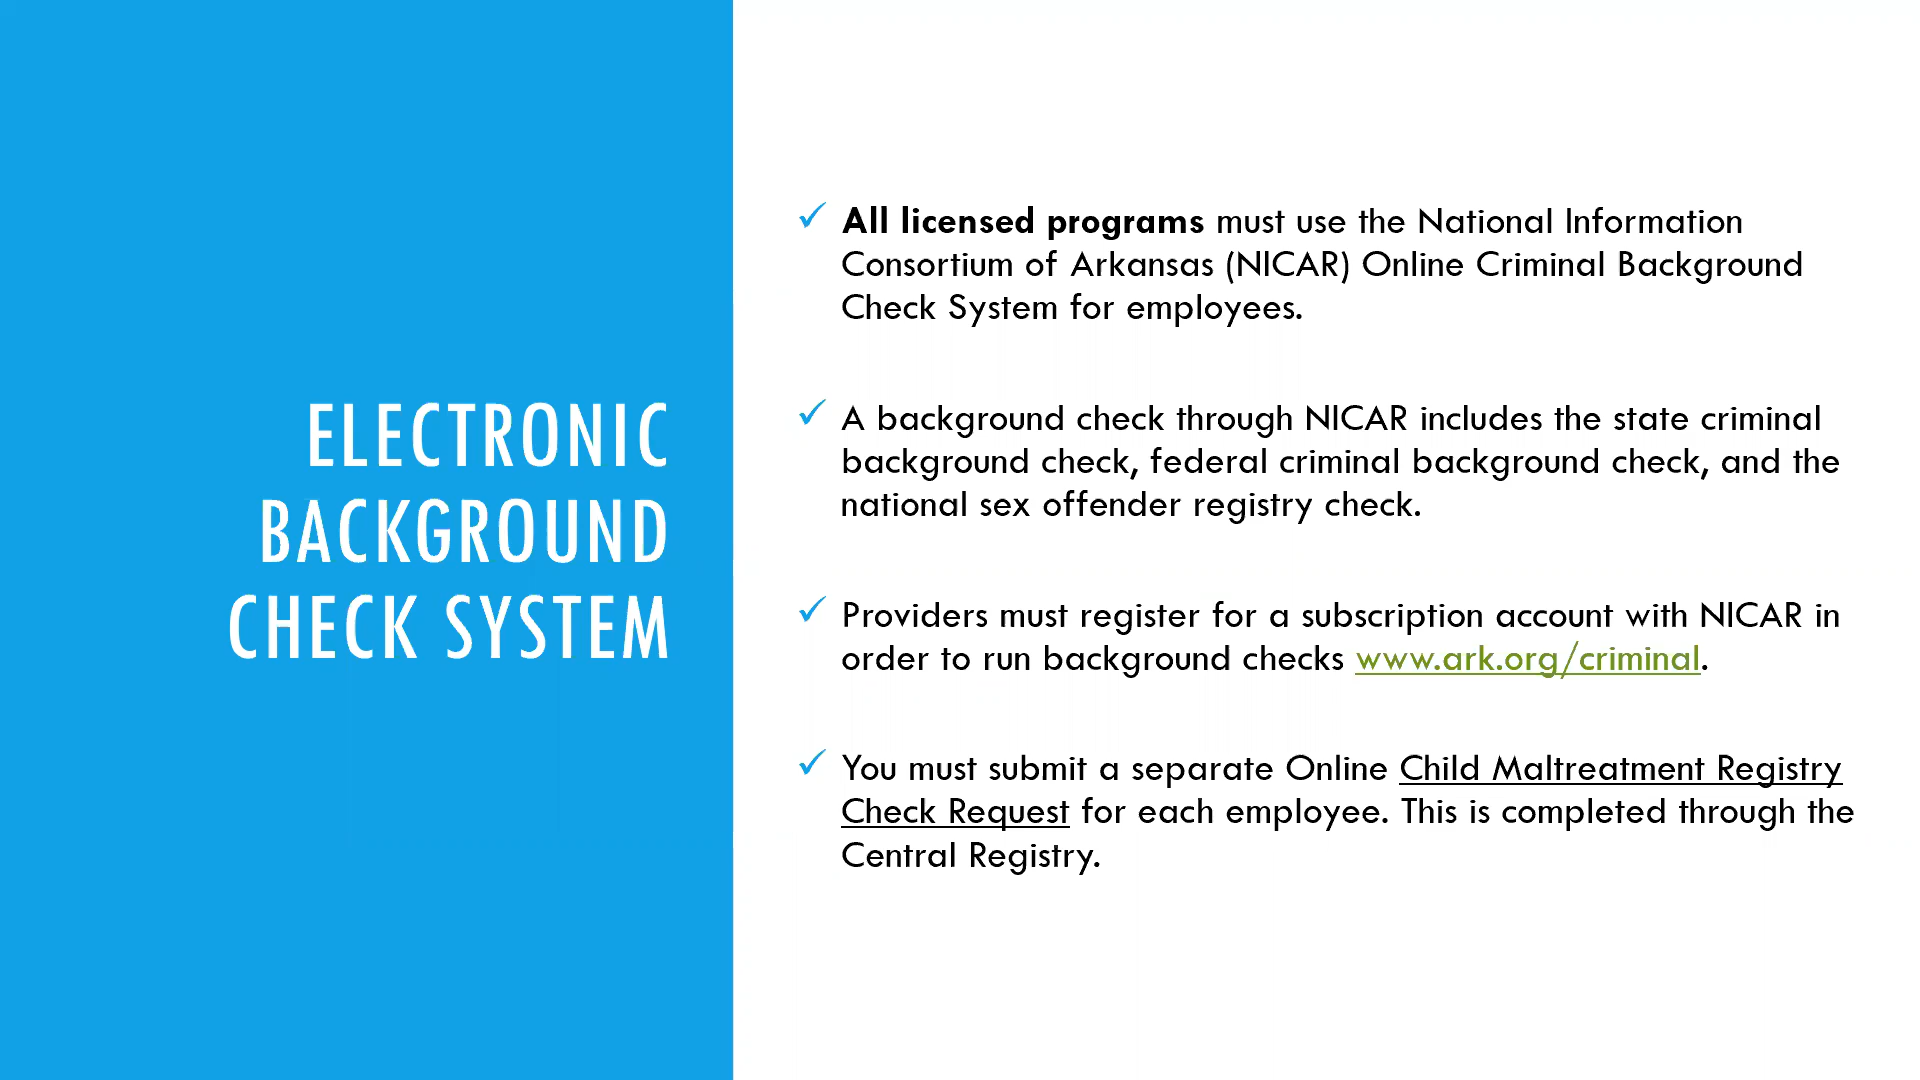 ELECTRONIC
BACKGROUND
CHECK SYSTEM
All licensed programs must use the National Information
Consortium of Arkansas (NICAR) Online Criminal Background
Check System for employees.
A background check through NICAR includes the state criminal
background check, federal criminal background check, and the
national sex offender registry check.
Providers must register for a subscription account with NICAR in
order to run background checks www.ark.org/criminal.
You must submit a separate Online Child Maltreatment Registry
Check Request for each employee. This is completed through the
Central Registry.